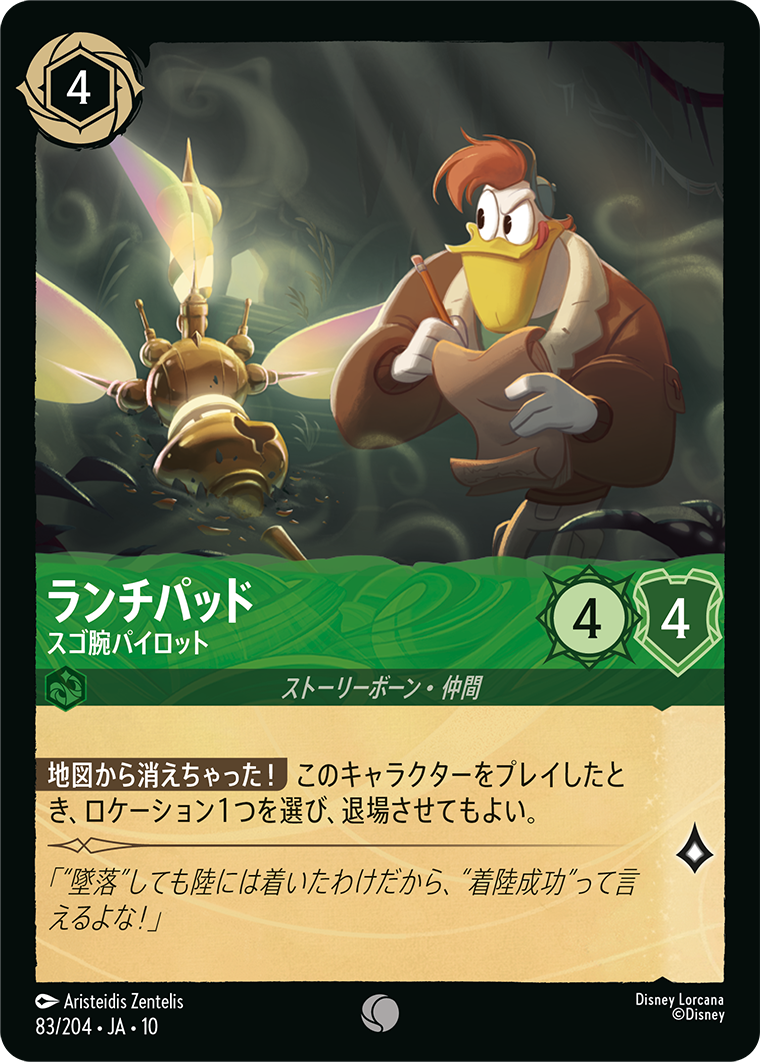 4
ランチパッド
スゴ腕パイロット
4
4
ストーリーボーン・仲間
地図から消えちゃった! このキャラクターをプレイしたと
き、ロケーション1つを選び、退場させてもよい。
「“墜落”しても陸には着いたわけだから、“着陸成功”って言
えるよな!」
Aristeidis Zentelis
83/204・JA・10
Disney Lorcana
©Disney